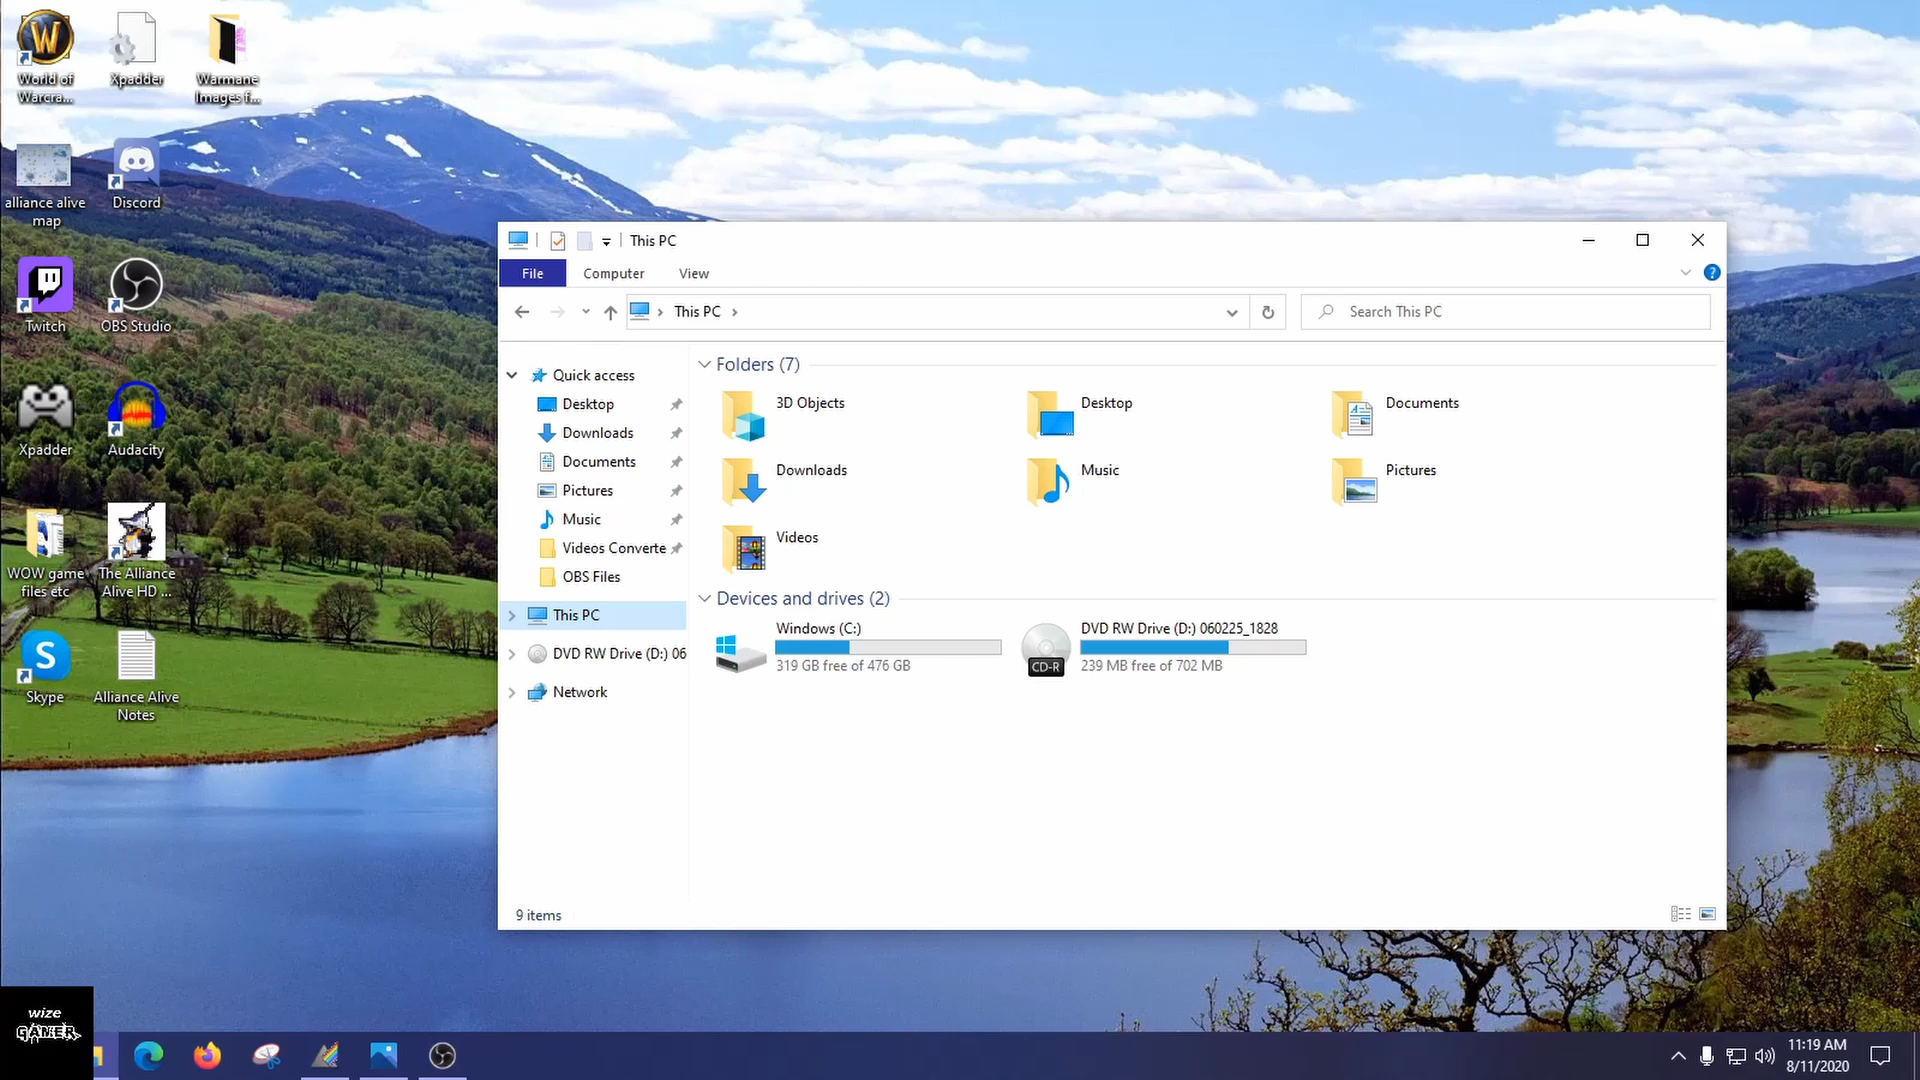 World of
Warcra...
Xpadder
Warmane
Images f...
alliance alive
map
Discord
Twitch
OBS Studio
Xpadder
Audacity
WOW game
files etc
The Alliance
Alive HD ...
Skype
Alliance Alive
Notes
This PC
File
Computer
View
This PC
Search This PC
Quick access
Desktop
Downloads
Documents
Pictures
Music
Videos Converte
OBS Files
This PC
DVD RW Drive (D:) 06
Network
Folders (7)
3D Objects
Desktop
Documents
Downloads
Music
Pictures
Videos
Devices and drives (2)
Windows (C:)
319 GB free of 476 GB
CD-R
DVD RW Drive (D:) 060225_1828
239 MB free of 702 MB
9 items
wize
GAMER
11:19 AM
8/11/2020